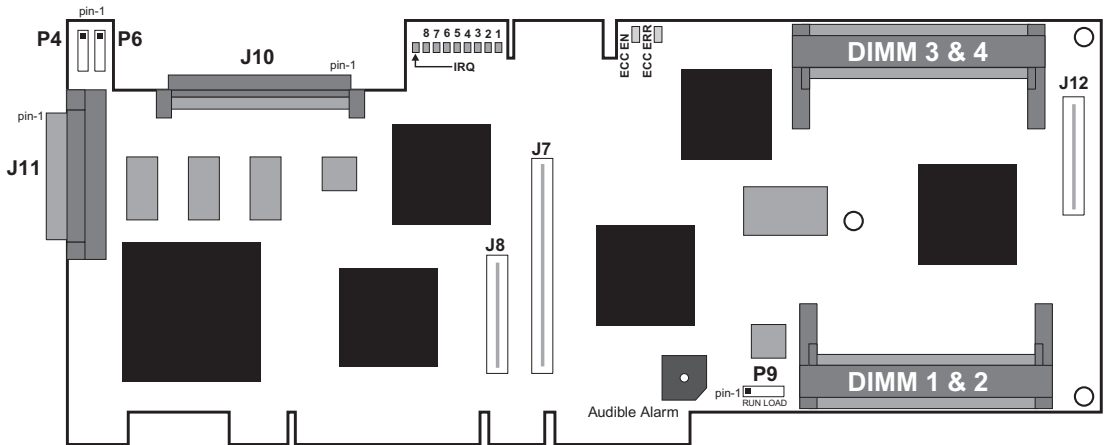 pin-1
P4
P6
J10
pin-1
8 7 6 5 4 3 2 1
IRQ
ECC EN
ECC ERR
DIMM 3 & 4
J12
pin-1
J11
J7
J8
Audible Alarm
P9
pin-1
RUN LOAD
DIMM 1 & 2